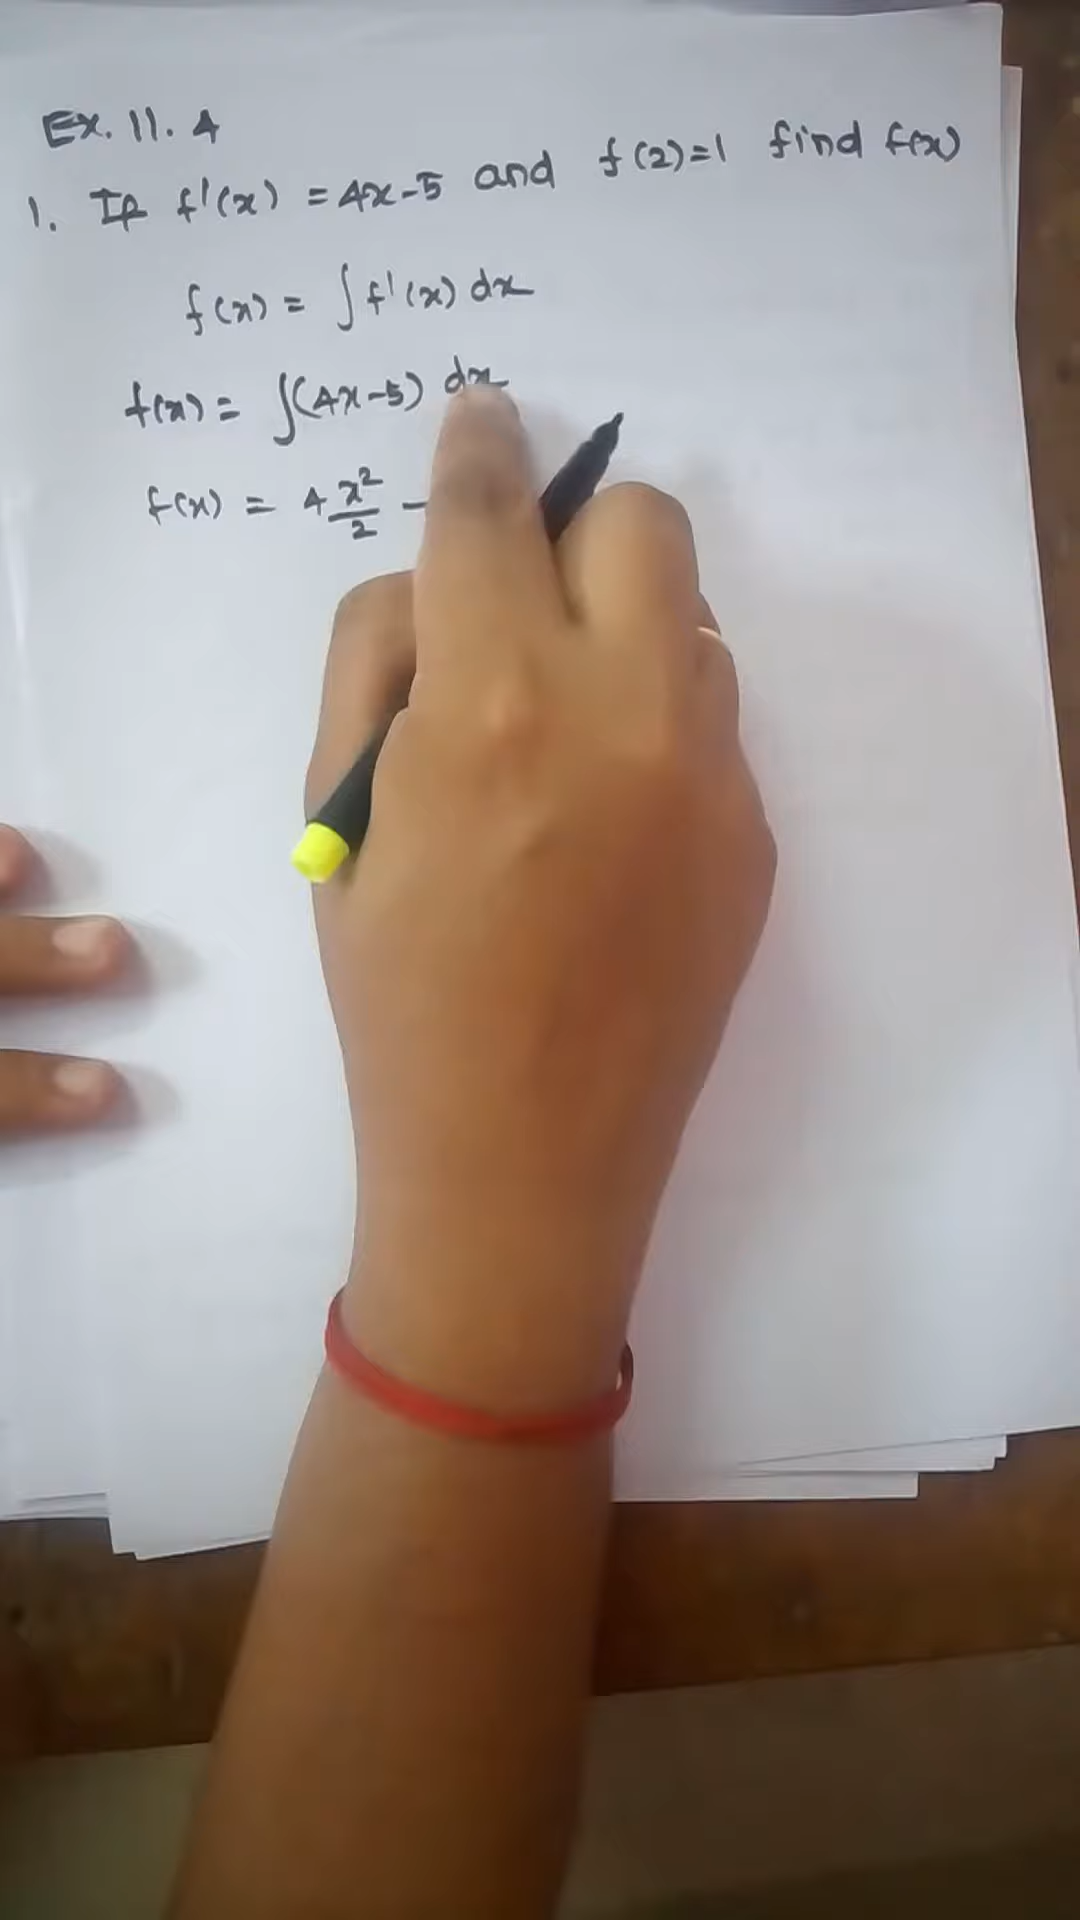 Ex. 11.4
1. If f'(x) = 4x-5 and f(2)=1 find f(x)
f(x) = ∫f'(x) dx
f(x) = ∫(4x-5) dx
f(x) = 4 x²/2 -